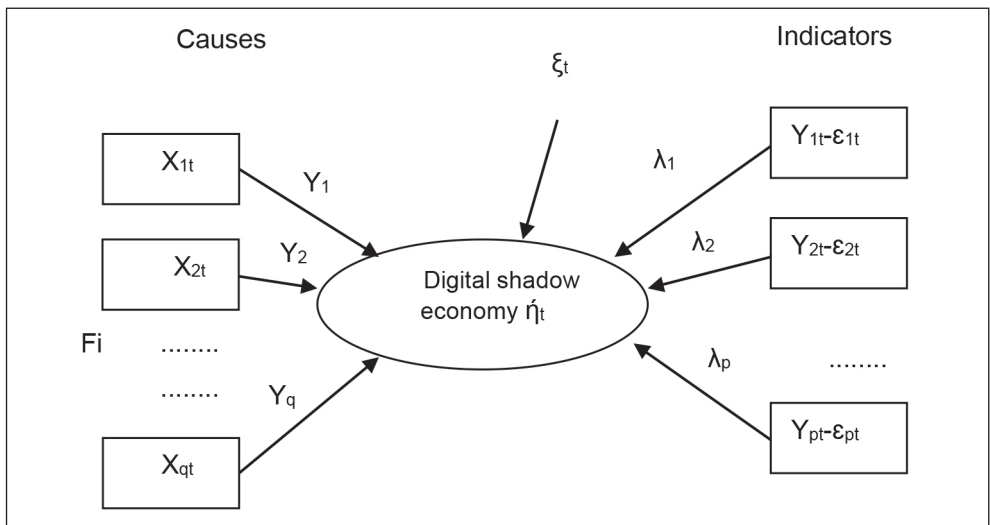 Causes
Indicators
ξt
X1t
Y1
λ1
Y1t-ε1t
X2t
Y2
λ2
Y2t-ε2t
Digital shadow
economy ήt
Fi
........
........
Yq
λp
........
Xqt
Ypt-εpt